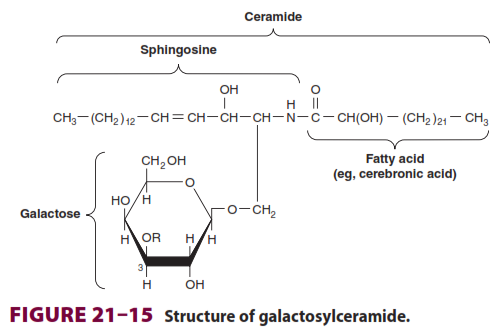 Ceramide
Sphingosine
OH
O
H
CH₃—(CH₂)₁₂—CH=CH—CH—CH—N—C—CH(OH)—(CH₂)₂₁—CH₃
Fatty acid
(eg, cerebronic acid)
CH₂OH
O
HO H
Galactose
O—CH₂
H OR H H
3
H OH
FIGURE 21–15 Structure of galactosylceramide.